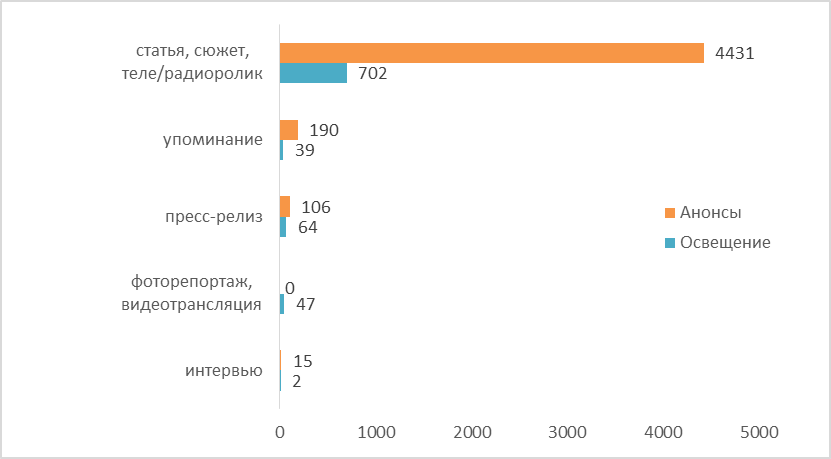 статья, сюжет,
теле/радиоролик
4431
702
упоминание
190
39
пресс-релиз
106
64
фоторепортаж,
видеотрансляция
0
47
интервью
15
2
Анонсы
Освещение
0 1000 2000 3000 4000 5000